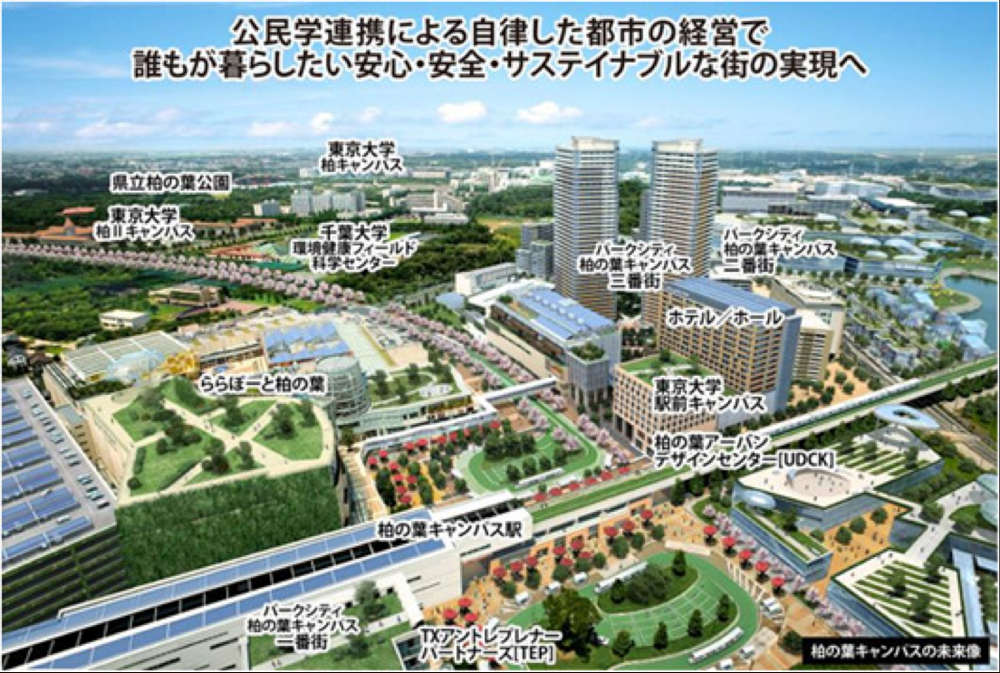 公民学連携による自律した都市の経営で
誰もが暮らしたい安心・安全・サステイナブルな街の実現へ
東京大学
柏キャンパス
県立柏の葉公園
東京大学
柏Ⅱキャンパス
千葉大学
環境健康フィールド
科学センター
パークシティ
柏の葉キャンパス
二番街
パークシティ
柏の葉キャンパス
二番街
ホテル／ホール
ららぽーと柏の葉
東京大学
駅前キャンパス
柏の葉アーバン
デザインセンター[UDCK]
柏の葉キャンパス駅
パークシティ
柏の葉キャンパス
一番街
TXアントレプレナー
パートナーズ[TEP]
柏の葉キャンパスの未来像